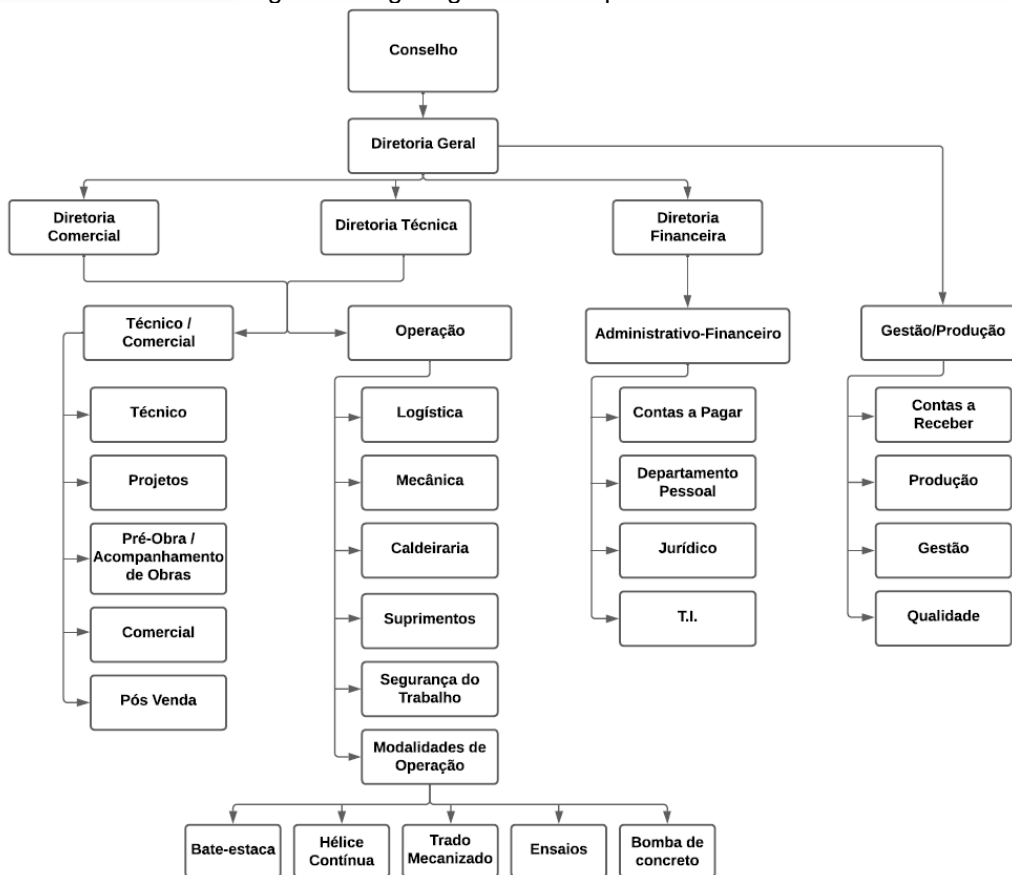 Conselho
Diretoria Geral
Diretoria
Comercial
Diretoria Técnica
Diretoria
Financeira
Técnico /
Comercial
Operação
Administrativo-Financeiro
Gestão/Produção
Técnico
Projetos
Pré-Obra /
Acompanhamento
de Obras
Comercial
Pós Venda
Logística
Mecânica
Caldeiraria
Suprimentos
Segurança do
Trabalho
Modalidades de
Operação
Contas a Pagar
Departamento
Pessoal
Jurídico
T.I.
Contas a
Receber
Produção
Gestão
Qualidade
Bate-estaca
Hélice
Contínua
Trado
Mecanizado
Ensaios
Bomba de
concreto